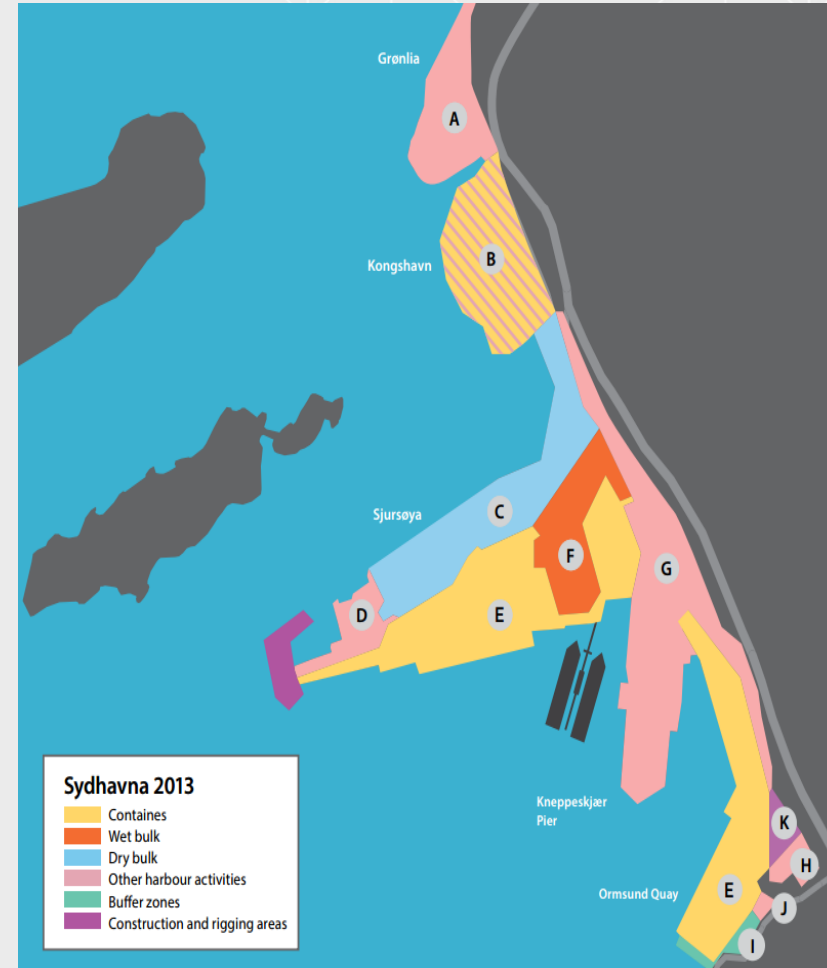 Grønlia
A
Kongshavn
B
Sjursøya
C
D
E
F
G
Kneppeskjær
Pier
K
H
Ormsund Quay
E
J
I
Sydhavna 2013
Containes
Wet bulk
Dry bulk
Other harbour activities
Buffer zones
Construction and rigging areas